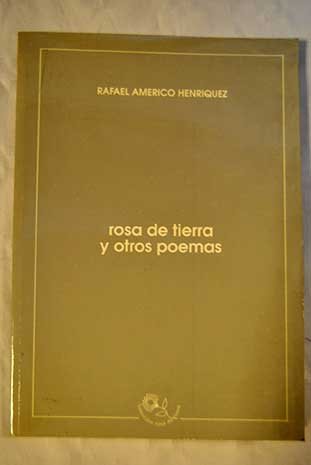 RAFAEL AMERICO HENRIQUEZ
rosa de tierra
y otros poemas